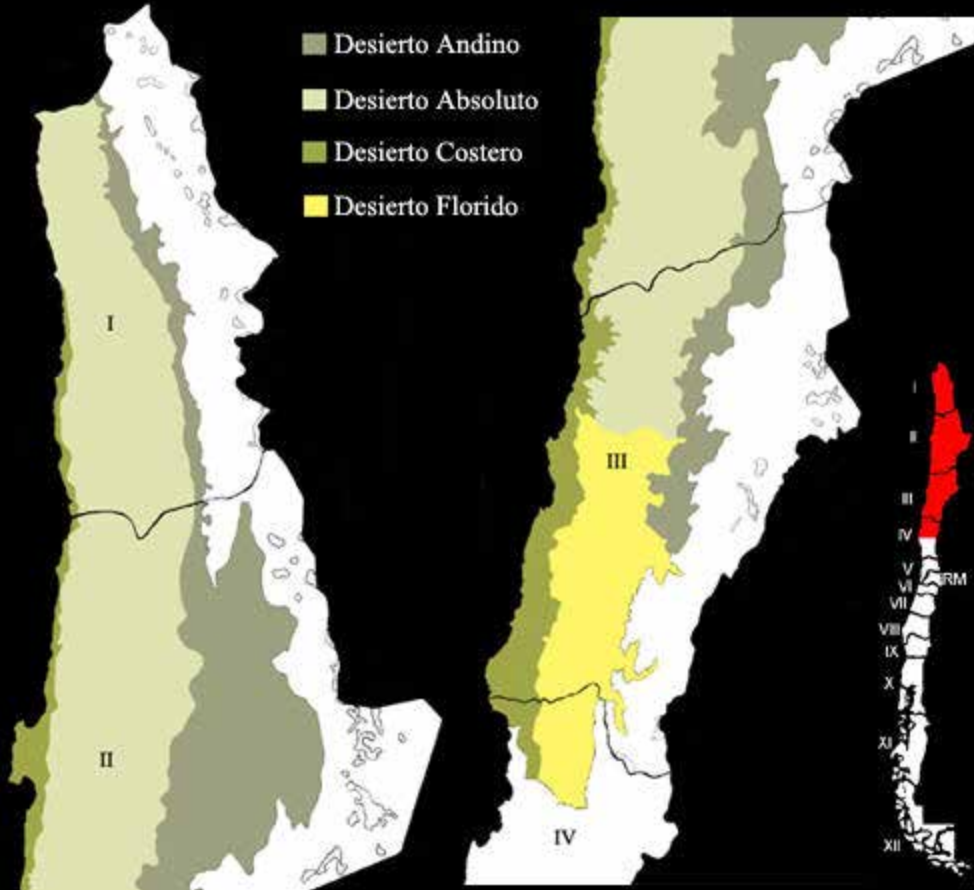 Desierto Andino
Desierto Absoluto
Desierto Costero
Desierto Florido
I
II
III
IV
I
II
III
IV
V
RM
VI
VII
VIII
IX
X
XI
XII